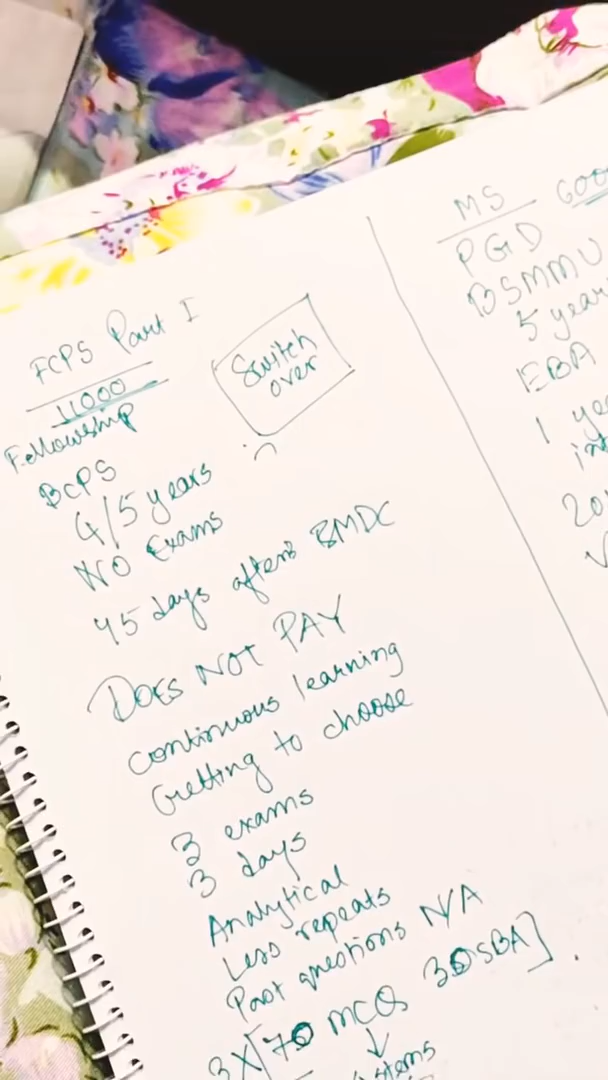 FCPS Part I
11000
Fellowship
BCPS
4/5 years
NO Exams
45 days after BMDC
DOES NOT PAY
Continuous learning
Getting to choose
3 exams
3 days
Analytical
Less repeats
Past questions N/A
3X[70 MCQ 30 SBA]
Switch
over
MS
PGD
BSMMU
5 year
EBA
1 yea
int
20